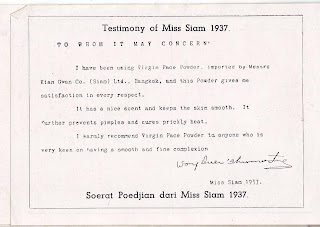 Testimony of Miss Siam 1937.
TO WHOM IT MAY CONCERN
I have been using Virgin Face Powder, imported by Messrs
Kian Gwan Co. (Siam) Ltd., Bangkok, and this Powder gives me
satisfaction in every respect.
It has a nice scent and keeps the skin smooth. It
further prevents pimples and cures prickly heat.
I warmly recommend Virgin Face Powder to anyone who is
very keen on having a smooth and fine complexion
Miss Siam 1937.
Soerat Poedjian dari Miss Siam 1937.